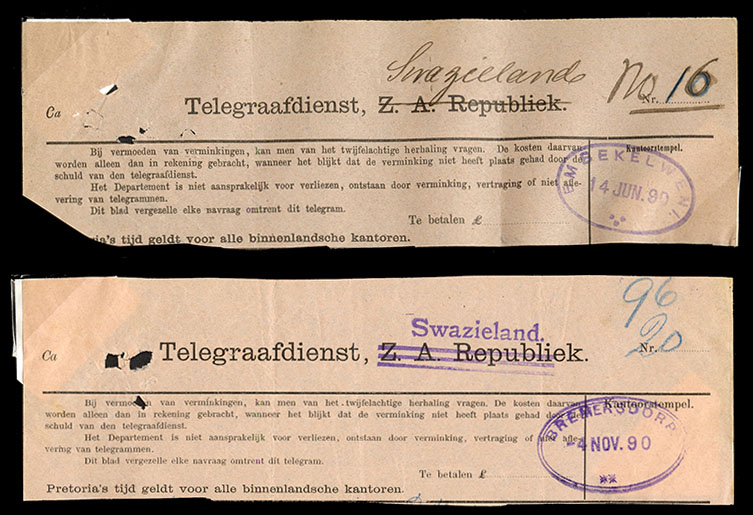 Swazieland
No. 16
Ca
Telegraafdienst, Z. A. Republiek.
Nr.
Bij vermoeden van verminkingen, kan men van het twijfelachtige herhaling vragen. De kosten daarvan
worden alleen dan in rekening gebracht, wanneer het blijkt dat de verminking niet heeft plaats gehad door de
schuld van den telegraafdienst.
Het Departement is niet aansprakelijk voor verliezen, ontstaan door verminking, vertraging of niet afle-
vering van telegrammen.
Dit blad vergezelle elke navraag omtrent dit telegram.
Te betalen £
ria's tijd geldt voor alle binnenlandsche kantoren.
Kantoorstempel.
EMBEKELWENI.
14 JUN. 90
96
20
Swazieland.
Ca
Telegraafdienst, Z. A. Republiek.
Nr.
Bij vermoeden van verminkingen, kan men van het twijfelachtige herhaling vragen. De kosten daarvan
worden alleen dan in rekening gebracht, wanneer het blijkt dat de verminking niet heeft plaats gehad door de
schuld van den telegraafdienst.
Het Departement is niet aansprakelijk voor verliezen, ontstaan door verminking, vertraging of niet afle-
vering van telegrammen.
Dit blad vergezelle elke navraag omtrent dit telegram.
Te betalen £
Pretoria's tijd geldt voor alle binnenlandsche kantoren.
Kantoorstempel.
BREMERSDORP
-4 NOV. 90